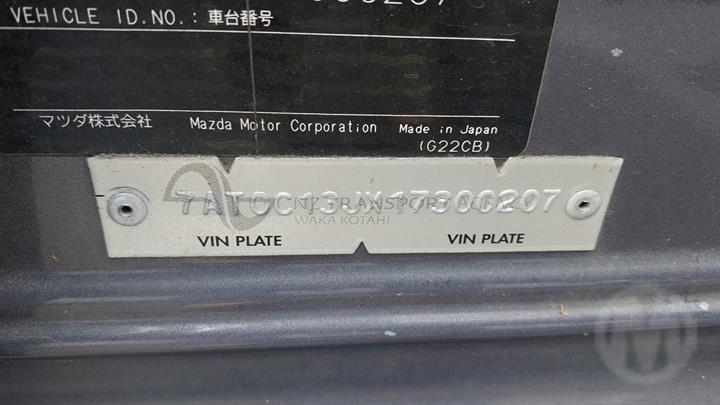 VEHICLE ID.NO.: 車台番号
マツダ株式会社 Mazda Motor Corporation Made in Japan
(G22CB)
7AT0C13JX17300207
NZ TRANSPORT AGENCY
WAKA KOTAHI
VIN PLATE VIN PLATE